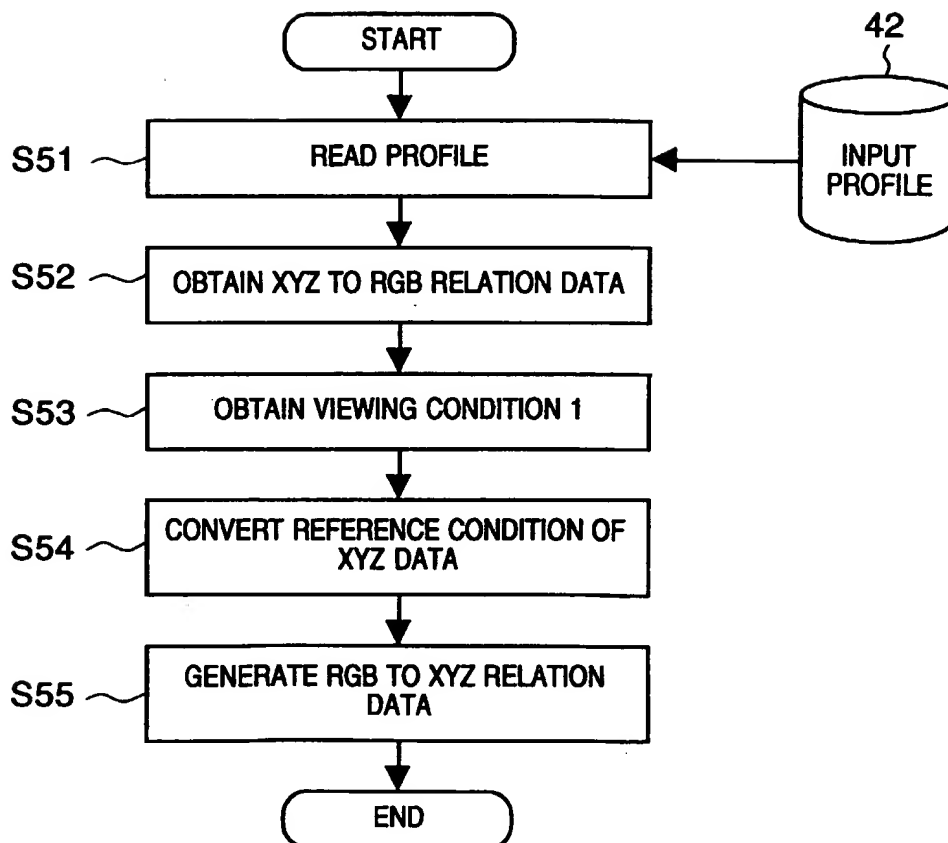 START
42
S51
READ PROFILE
INPUT
PROFILE
S52
OBTAIN XYZ TO RGB RELATION DATA
S53
OBTAIN VIEWING CONDITION 1
S54
CONVERT REFERENCE CONDITION OF
XYZ DATA
S55
GENERATE RGB TO XYZ RELATION
DATA
END